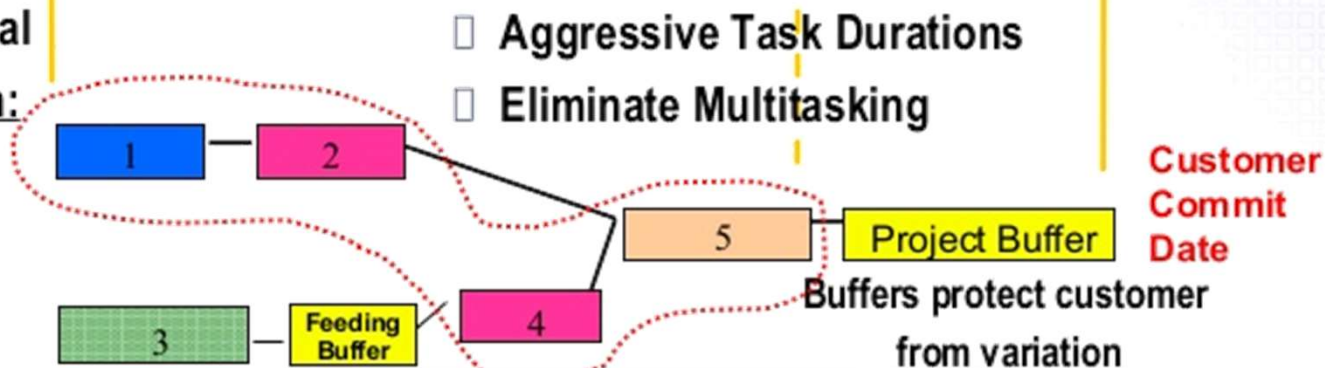 al
Aggressive Task Durations
Eliminate Multitasking
1
2
Customer
Commit
Date
5
Project Buffer
Buffers protect customer
from variation
3
Feeding
Buffer
4